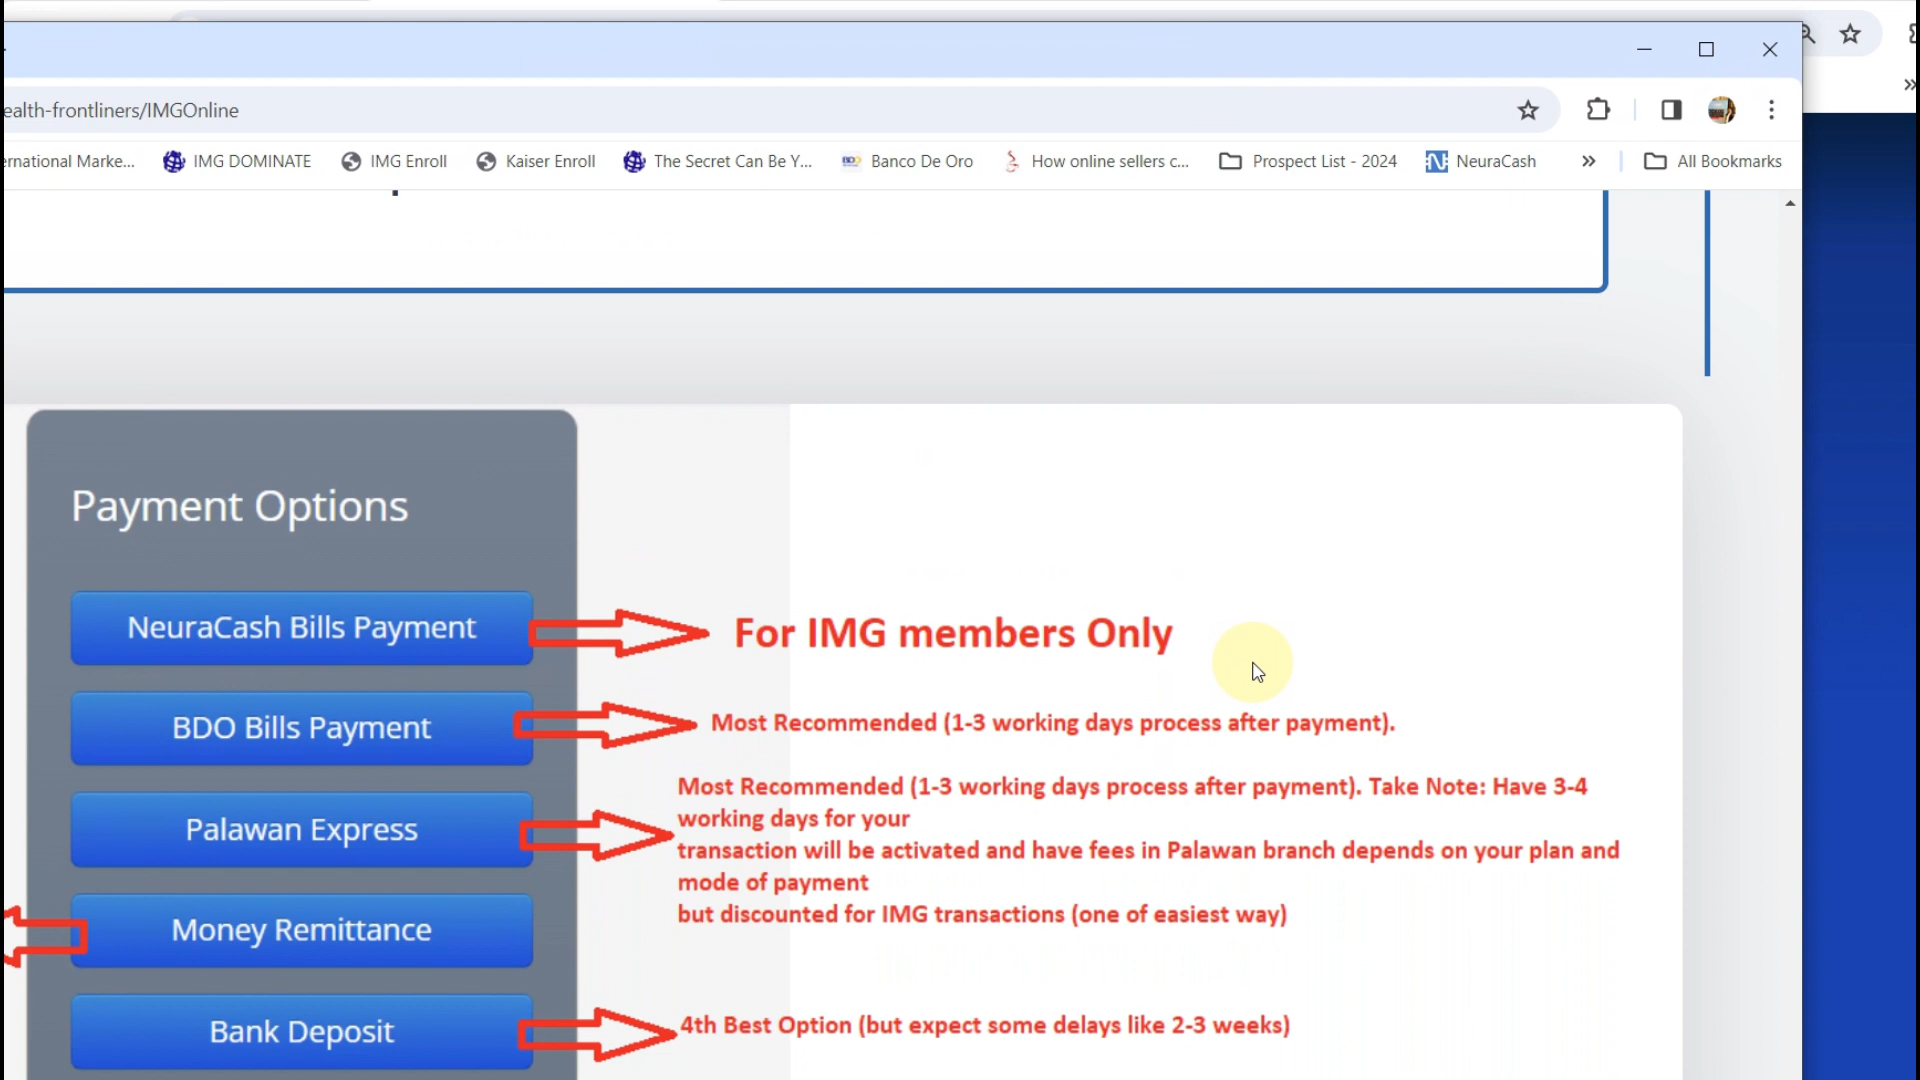 ealth-frontliners/IMGOnline
ernational Marke...
IMG DOMINATE
IMG Enroll
Kaiser Enroll
The Secret Can Be Y...
BDO
Banco De Oro
How online sellers c...
Prospect List - 2024
NeuraCash
»
All Bookmarks
Payment Options
NeuraCash Bills Payment
For IMG members Only
BDO Bills Payment
Most Recommended (1-3 working days process after payment).
Palawan Express
Most Recommended (1-3 working days process after payment). Take Note: Have 3-4
working days for your
transaction will be activated and have fees in Palawan branch depends on your plan and
mode of payment
but discounted for IMG transactions (one of easiest way)
Money Remittance
Bank Deposit
4th Best Option (but expect some delays like 2-3 weeks)